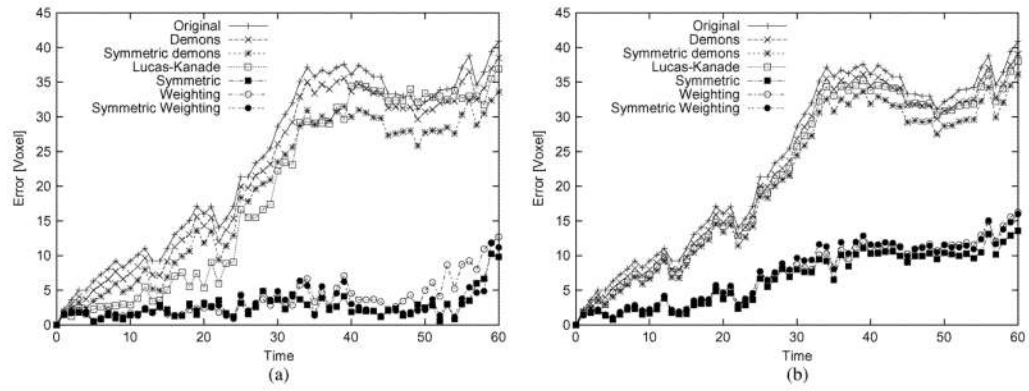 Error [Voxel]
45
40
35
30
25
20
15
10
5
0
Original
Demons
Symmetric demons
Lucas-Kanade
Symmetric
Weighting
Symmetric Weighting
0 10 20 30 40 50 60
Time
(a)
Error [Voxel]
45
40
35
30
25
20
15
10
5
0
Original
Demons
Symmetric demons
Lucas-Kanade
Symmetric
Weighting
Symmetric Weighting
0 10 20 30 40 50 60
Time
(b)